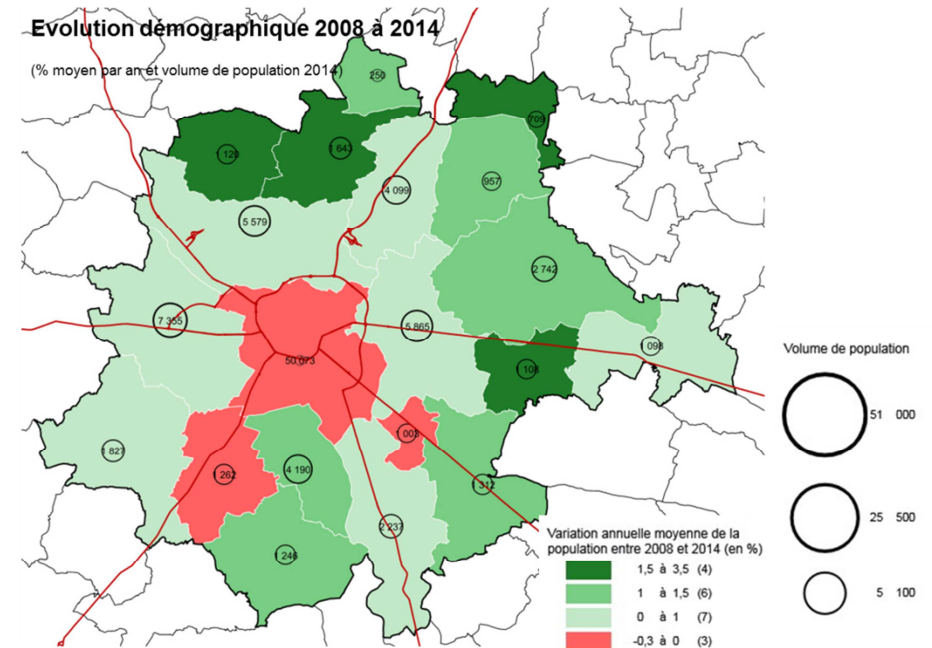 Evolution démographique 2008 à 2014
(% moyen par an et volume de population 2014)
250
709
1 120
1 643
957
4 099
5 579
2 742
7 355
5 865
1 098
50 073
1 108
1 003
1 827
1 262
4 190
1 312
2 237
1 246
Volume de population
51 000
25 500
5 100
Variation annuelle moyenne de la
population entre 2008 et 2014 (en %)
1,5 à 3,5 (4)
1 à 1,5 (6)
0 à 1 (7)
-0,3 à 0 (3)